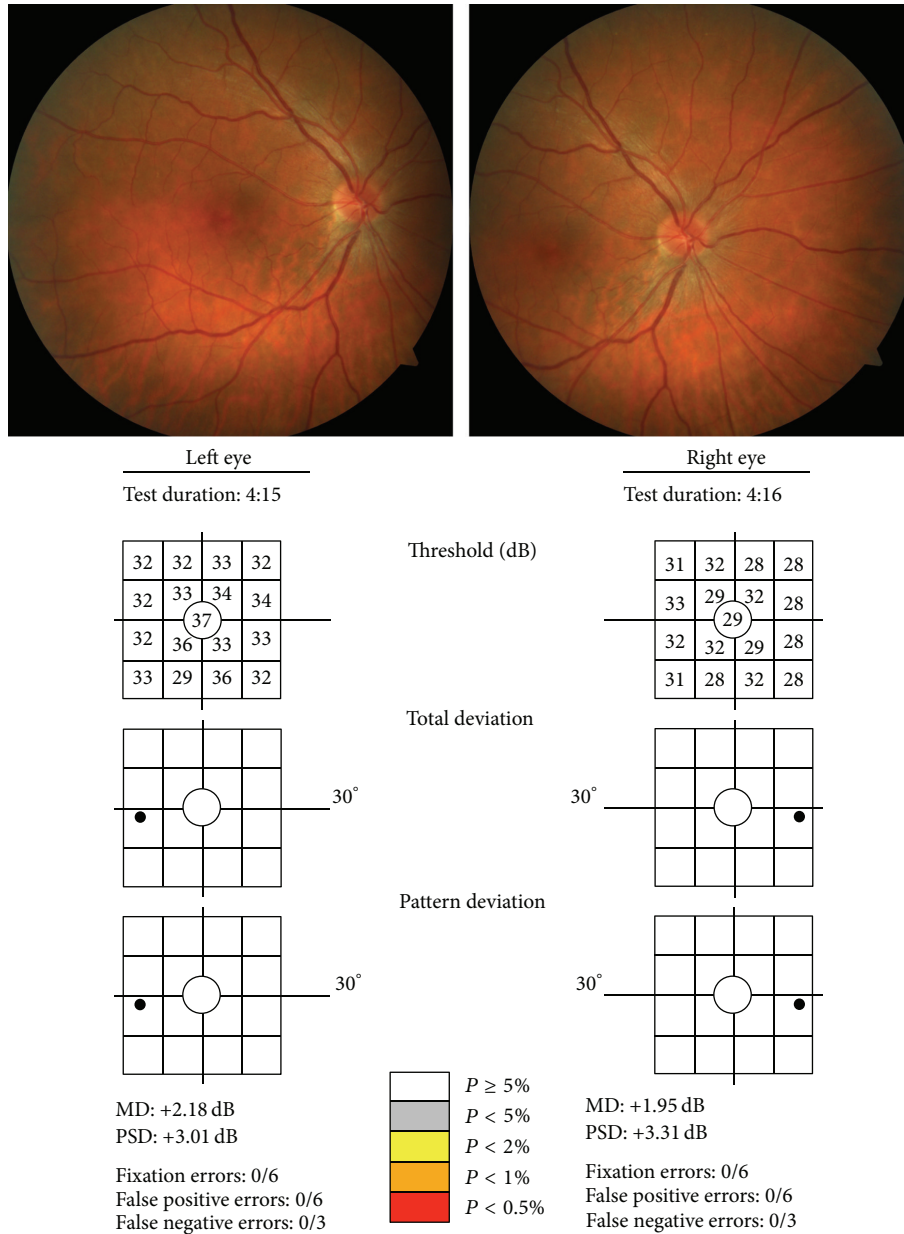 Left eye
Right eye
Test duration: 4:15
Test duration: 4:16
Threshold (dB)
32 32 33 32
31 32 28 28
32 33 34 34
33 29 32 28
37
29
32 36 33 33
32 32 29 28
33 29 36 32
31 28 32 28
Total deviation
30°
30°
Pattern deviation
30°
30°
P ≥ 5%
P < 5%
P < 2%
P < 1%
P < 0.5%
MD: +2.18 dB
PSD: +3.01 dB
Fixation errors: 0/6
False positive errors: 0/6
False negative errors: 0/3
MD: +1.95 dB
PSD: +3.31 dB
Fixation errors: 0/6
False positive errors: 0/6
False negative errors: 0/3